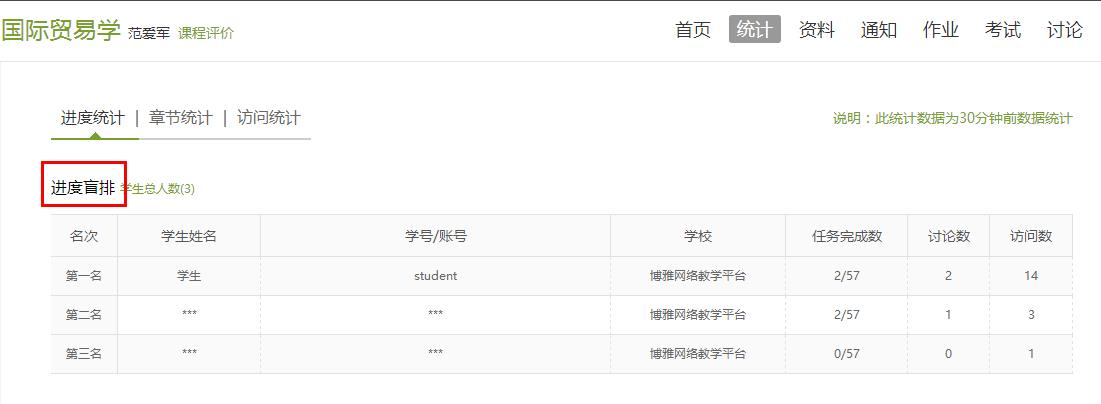 国际贸易学 范爱军 课程评价 首页 统计 资料 通知 作业 考试 讨论
进度统计 | 章节统计 | 访问统计 说明：此统计数据为30分钟前数据统计
进度盲排 学生总人数(3)
名次 学生姓名 学号/账号 学校 任务完成数 讨论数 访问数
第一名 学生 student 博雅网络教学平台 2/57 2 14
第二名 *** *** 博雅网络教学平台 2/57 1 3
第三名 *** *** 博雅网络教学平台 0/57 0 1